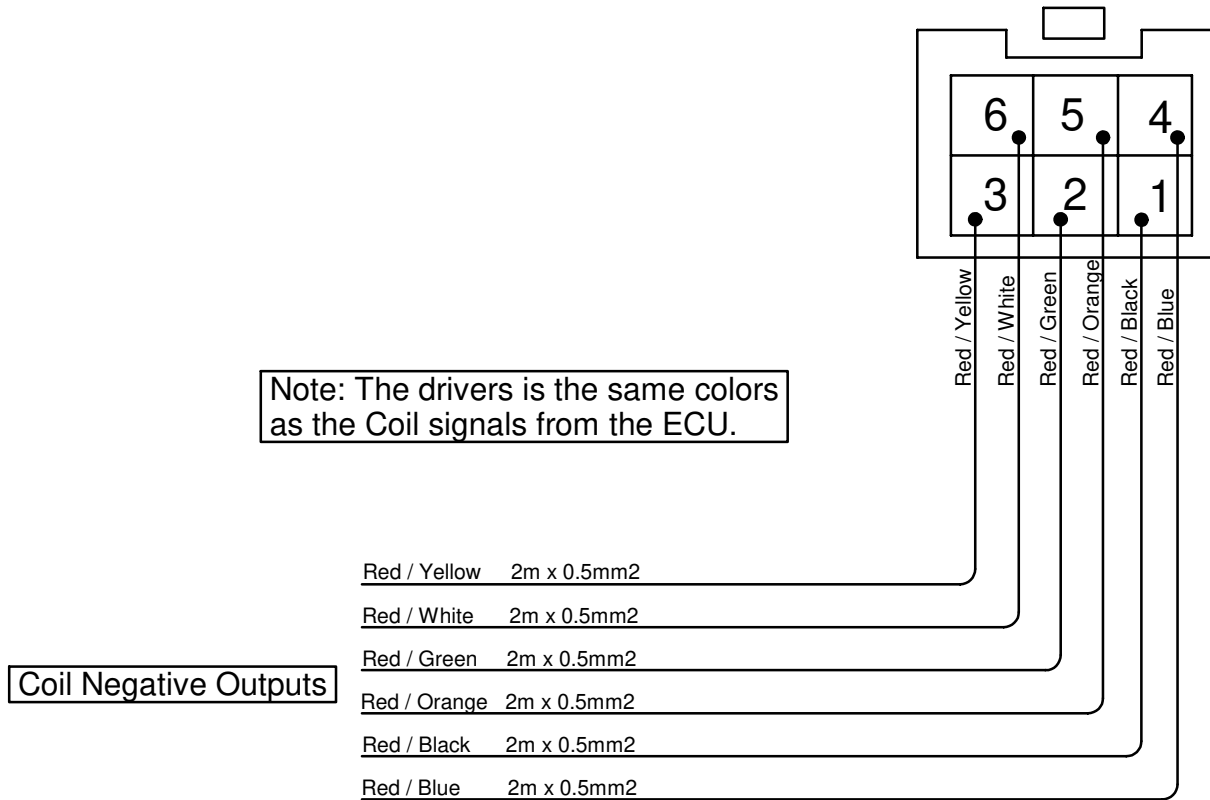 6 5 4
3 2 1
Red / Yellow
Red / White
Red / Green
Red / Orange
Red / Black
Red / Blue
Note: The drivers is the same colors
as the Coil signals from the ECU.
Coil Negative Outputs
Red / Yellow 2m x 0.5mm2
Red / White 2m x 0.5mm2
Red / Green 2m x 0.5mm2
Red / Orange 2m x 0.5mm2
Red / Black 2m x 0.5mm2
Red / Blue 2m x 0.5mm2